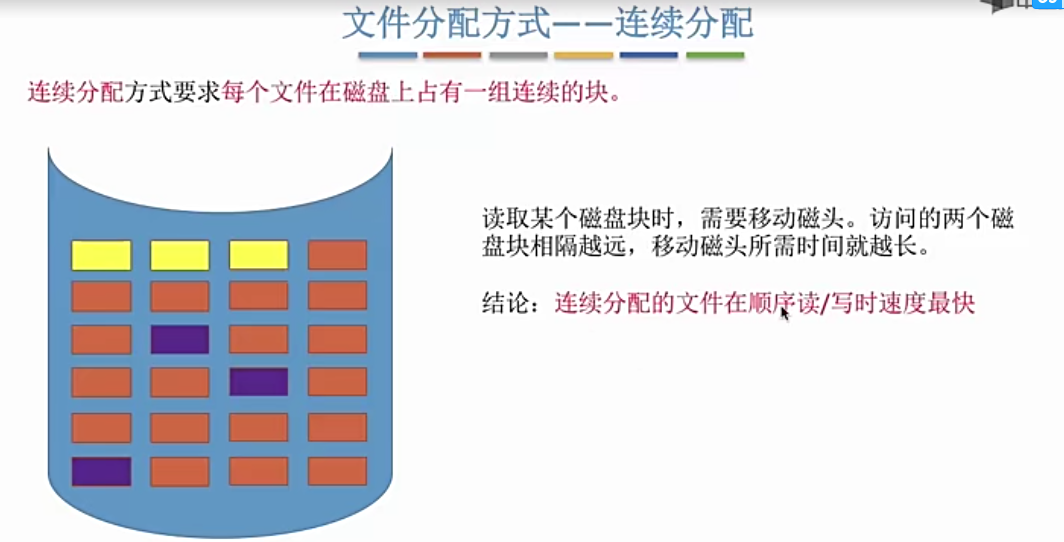 文件分配方式——连续分配
连续分配方式要求每个文件在磁盘上占有一组连续的块。
读取某个磁盘块时，需要移动磁头。访问的两个磁
盘块相隔越远，移动磁头所需时间就越长。
结论：连续分配的文件在顺序读/写时速度最快